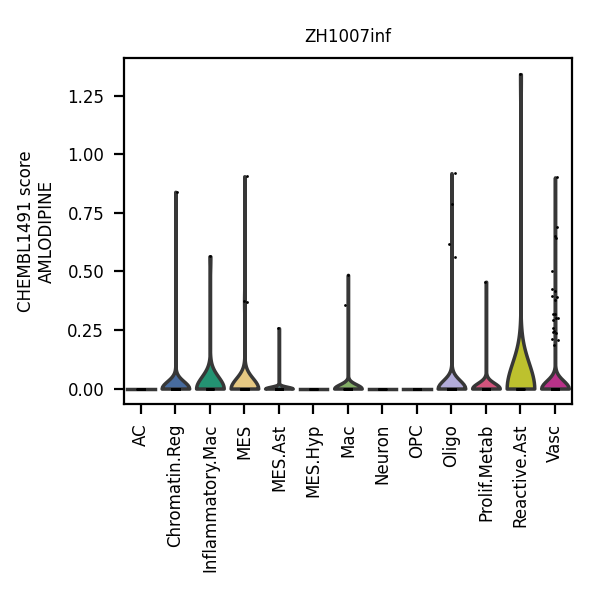 ZH1007inf
CHEMBL1491 score
AMLODIPINE
1.25
1.00
0.75
0.50
0.25
0.00
AC
Chromatin.Reg
Inflammatory.Mac
MES
MES.Ast
MES.Hyp
Mac
Neuron
OPC
Oligo
Prolif.Metab
Reactive.Ast
Vasc